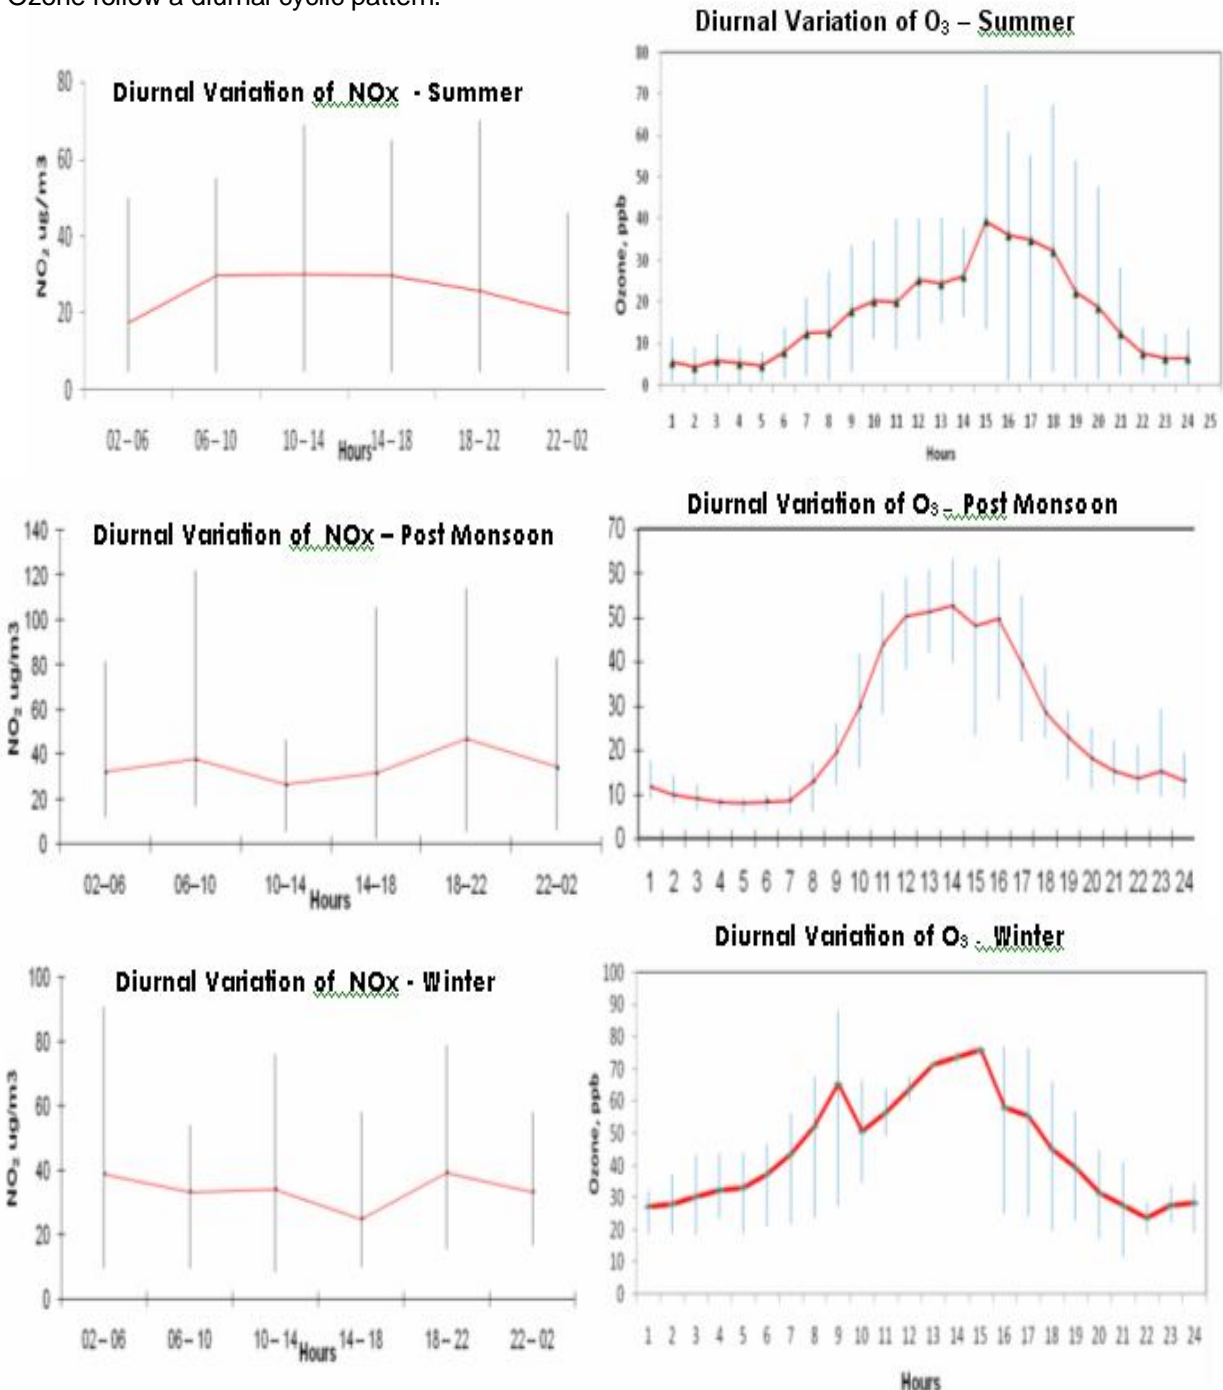 Ozone follow a diurnal cyclic pattern.
Diurnal Variation of NOx - Summer
80
60
40
20
0
NO₂ ug/m3
02–06 06–10 10–14 14–18 18–22 22–02
Hours
Diurnal Variation of O₃ – Summer
80
70
60
50
40
30
20
10
0
Ozone, ppb
1 2 3 4 5 6 7 8 9 10 11 12 13 14 15 16 17 18 19 20 21 22 23 24 25
Hours
Diurnal Variation of NOx – Post Monsoon
140
120
100
80
60
40
20
0
NO₂ ug/m3
02–06 06–10 10–14 14–18 18–22 22–02
Hours
Diurnal Variation of O₃ – Post Monsoon
70
60
50
40
30
20
10
0
1 2 3 4 5 6 7 8 9 10 11 12 13 14 15 16 17 18 19 20 21 22 23 24
Diurnal Variation of NOx - Winter
100
80
60
40
20
0
NO₂ ug/m3
02–06 06–10 10–14 14–18 18–22 22–02
Hours
Diurnal Variation of O₃ - Winter
100
90
80
70
60
50
40
30
20
10
0
Ozone, ppb
1 2 3 4 5 6 7 8 9 10 11 12 13 14 15 16 17 18 19 20 21 22 23 24
Hours